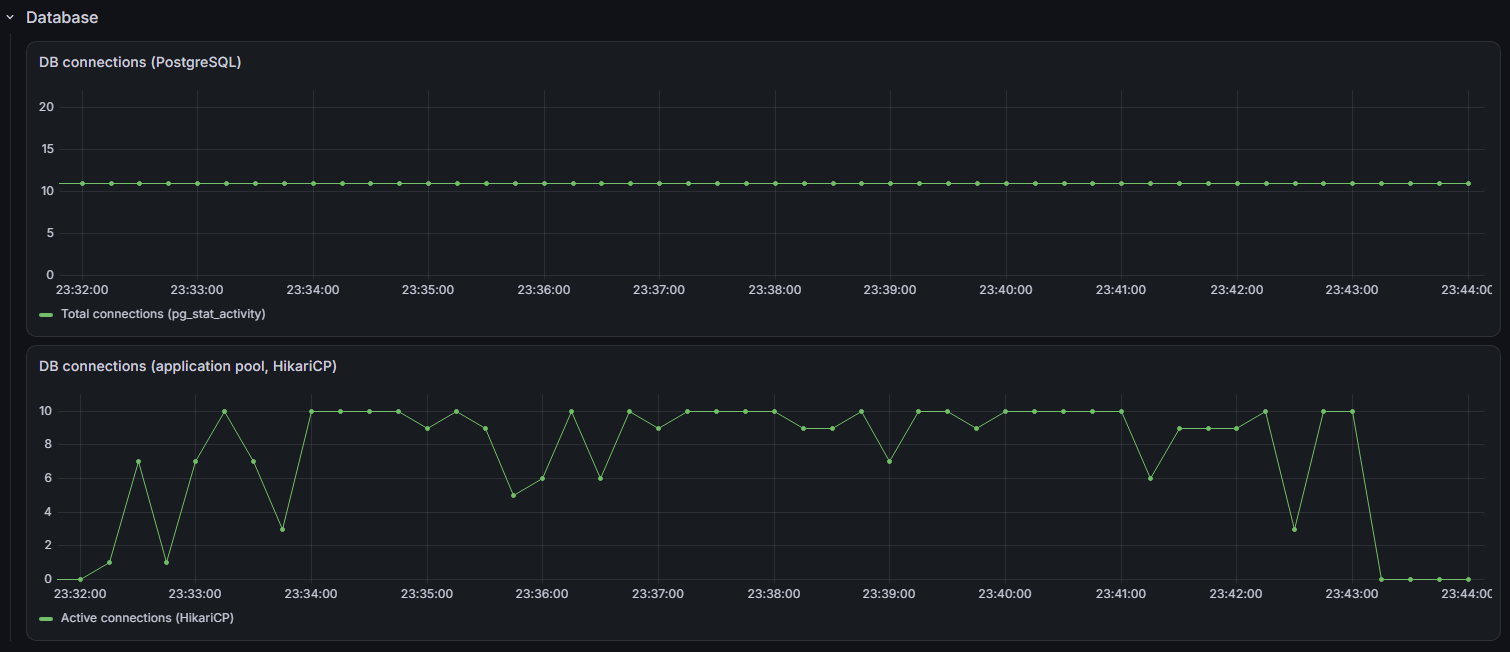 Database
DB connections (PostgreSQL)
20
15
10
5
0
23:32:00 23:33:00 23:34:00 23:35:00 23:36:00 23:37:00 23:38:00 23:39:00 23:40:00 23:41:00 23:42:00 23:43:00 23:44:00
Total connections (pg_stat_activity)
DB connections (application pool, HikariCP)
10
8
6
4
2
0
23:32:00 23:33:00 23:34:00 23:35:00 23:36:00 23:37:00 23:38:00 23:39:00 23:40:00 23:41:00 23:42:00 23:43:00 23:44:00
Active connections (HikariCP)